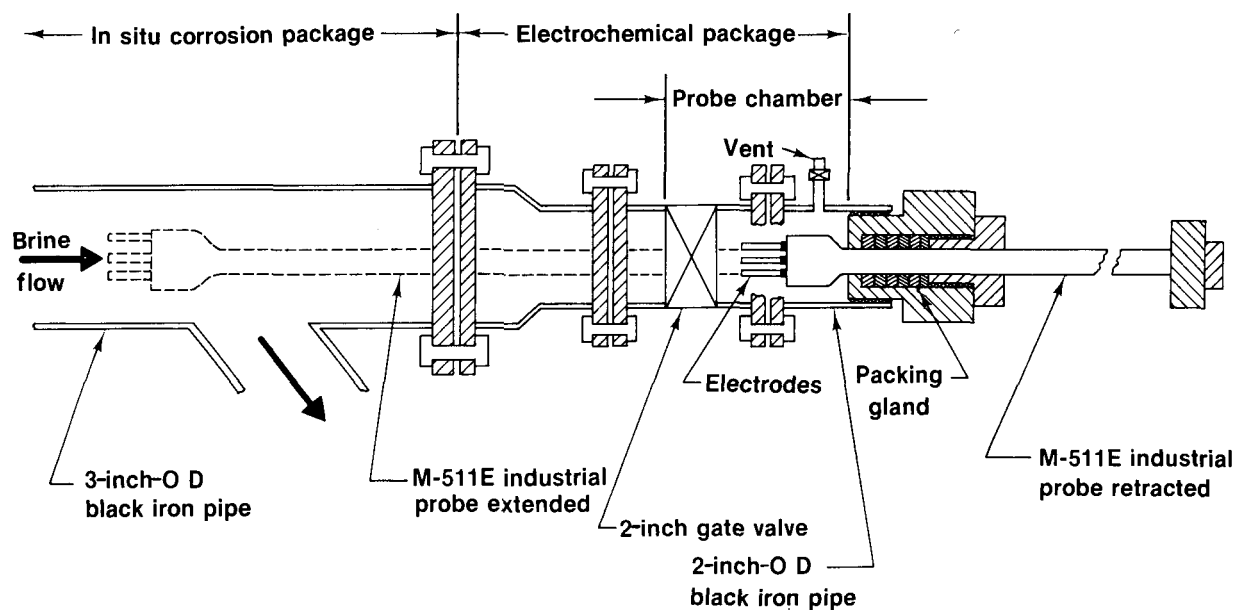 In situ corrosion package
Electrochemical package
Probe chamber
Vent
Brine
flow
Electrodes
Packing
gland
3-inch-O D
black iron pipe
M-511E industrial
probe extended
M-511E industrial
probe retracted
2-inch gate valve
2-inch-O D
black iron pipe